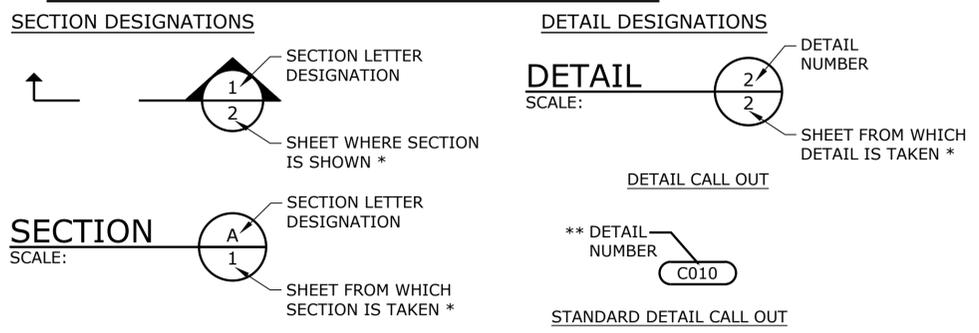 SECTION DESIGNATIONS
SECTION LETTER
DESIGNATION
1
2
SHEET WHERE SECTION
IS SHOWN *
SECTION LETTER
DESIGNATION
SECTION
A
SCALE:
1
SHEET FROM WHICH
SECTION IS TAKEN *
DETAIL DESIGNATIONS
DETAIL
NUMBER
DETAIL
2
SCALE:
2
SHEET FROM WHICH
DETAIL IS TAKEN *
DETAIL CALL OUT
** DETAIL
NUMBER
C010
STANDARD DETAIL CALL OUT